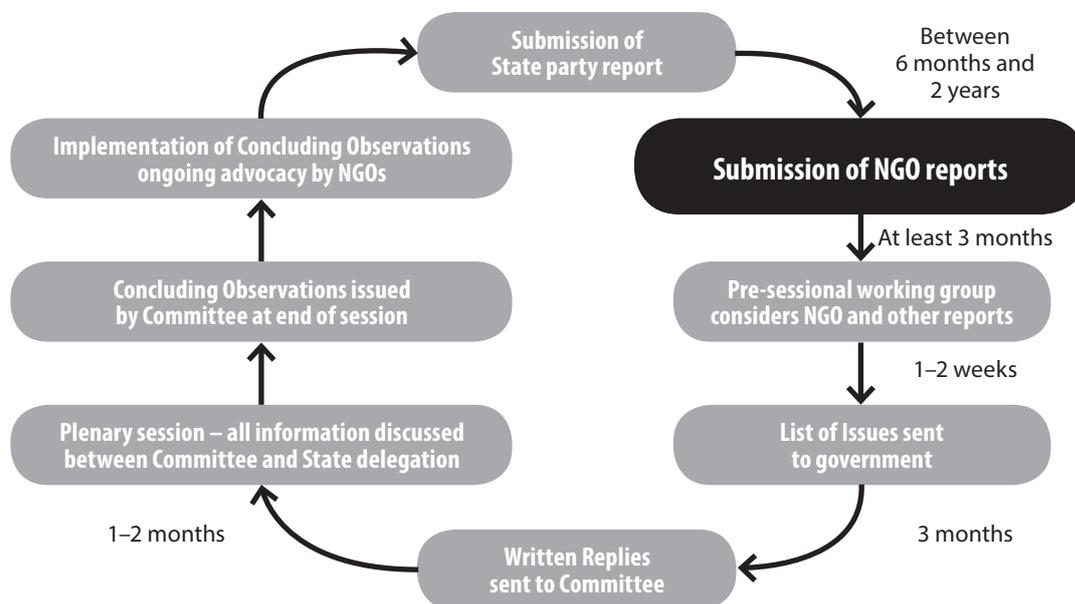 Submission of
State party report
Between
6 months and
2 years
Submission of NGO reports
At least 3 months
Pre-sessional working group
considers NGO and other reports
1–2 weeks
List of Issues sent
to government
3 months
Written Replies
sent to Committee
1–2 months
Plenary session – all information discussed
between Committee and State delegation
Concluding Observations issued
by Committee at end of session
Implementation of Concluding Observations
ongoing advocacy by NGOs